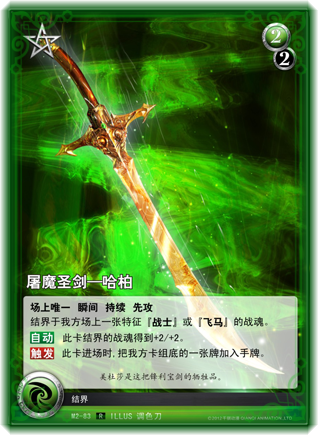 2
2
屠魔圣剑—哈柏
场上唯一 瞬间 持续 先攻
结界于我方场上一张特征『战士』或『飞马』的战魂。
自动 此卡结界的战魂得到+2/+2。
触发 此卡进场时,把我方卡组底的一张牌加入手牌。
美杜莎是这把锋利宝剑的牺牲品。
结界
M2-83 R ILLUS 调色刀